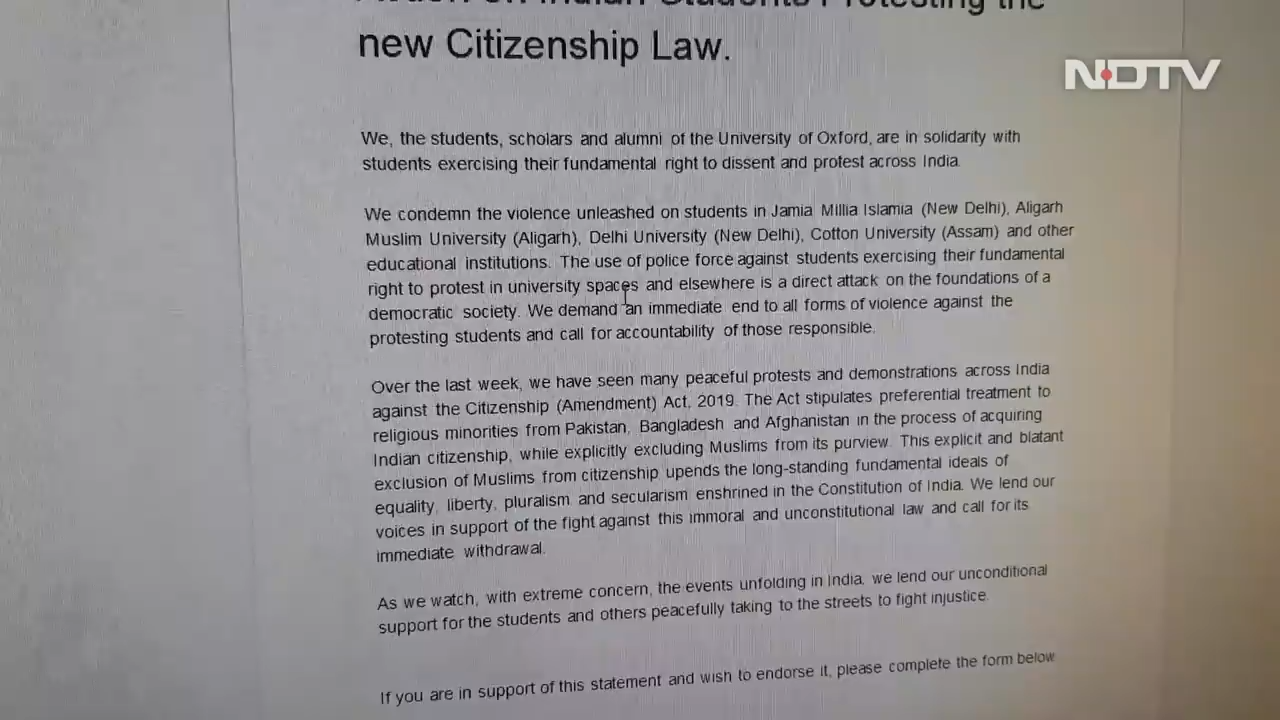 Indian Students Protesting the
new Citizenship Law.
NDTV
We, the students, scholars and alumni of the University of Oxford, are in solidarity with
students exercising their fundamental right to dissent and protest across India.
We condemn the violence unleashed on students in Jamia Millia Islamia (New Delhi), Aligarh
Muslim University (Aligarh), Delhi University (New Delhi), Cotton University (Assam) and other
educational institutions. The use of police force against students exercising their fundamental
right to protest in university spaces and elsewhere is a direct attack on the foundations of a
democratic society. We demand an immediate end to all forms of violence against the
protesting students and call for accountability of those responsible.
Over the last week, we have seen many peaceful protests and demonstrations across India
against the Citizenship (Amendment) Act, 2019. The Act stipulates preferential treatment to
religious minorities from Pakistan, Bangladesh and Afghanistan in the process of acquiring
Indian citizenship, while explicitly excluding Muslims from its purview. This explicit and blatant
exclusion of Muslims from citizenship upends the long-standing fundamental ideals of
equality, liberty, pluralism and secularism enshrined in the Constitution of India. We lend our
voices in support of the fight against this immoral and unconstitutional law and call for its
immediate withdrawal.
As we watch, with extreme concern, the events unfolding in India, we lend our unconditional
support for the students and others peacefully taking to the streets to fight injustice.
If you are in support of this statement and wish to endorse it, please complete the form below